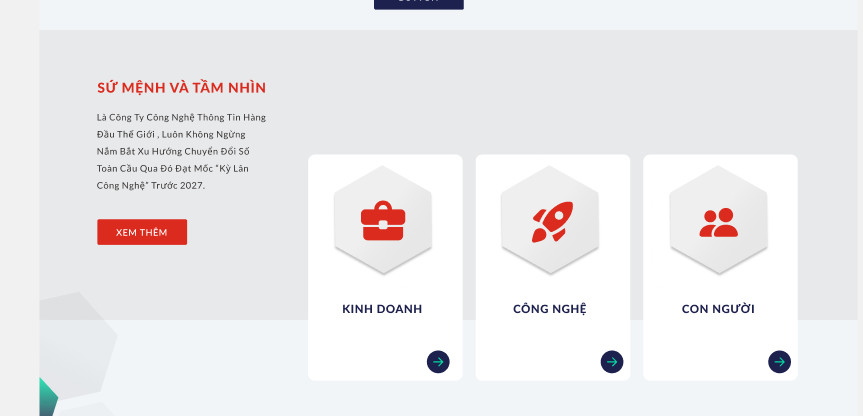 SỨ MỆNH VÀ TẦM NHÌN
Là Công Ty Công Nghệ Thông Tin Hàng
Đầu Thế Giới , Luôn Không Ngừng
Nắm Bắt Xu Hướng Chuyển Đổi Số
Toàn Cầu Qua Đó Đạt Mốc "Kỳ Lân
Công Nghệ" Trước 2027.
XEM THÊM
KINH DOANH
CÔNG NGHỆ
CON NGƯỜI